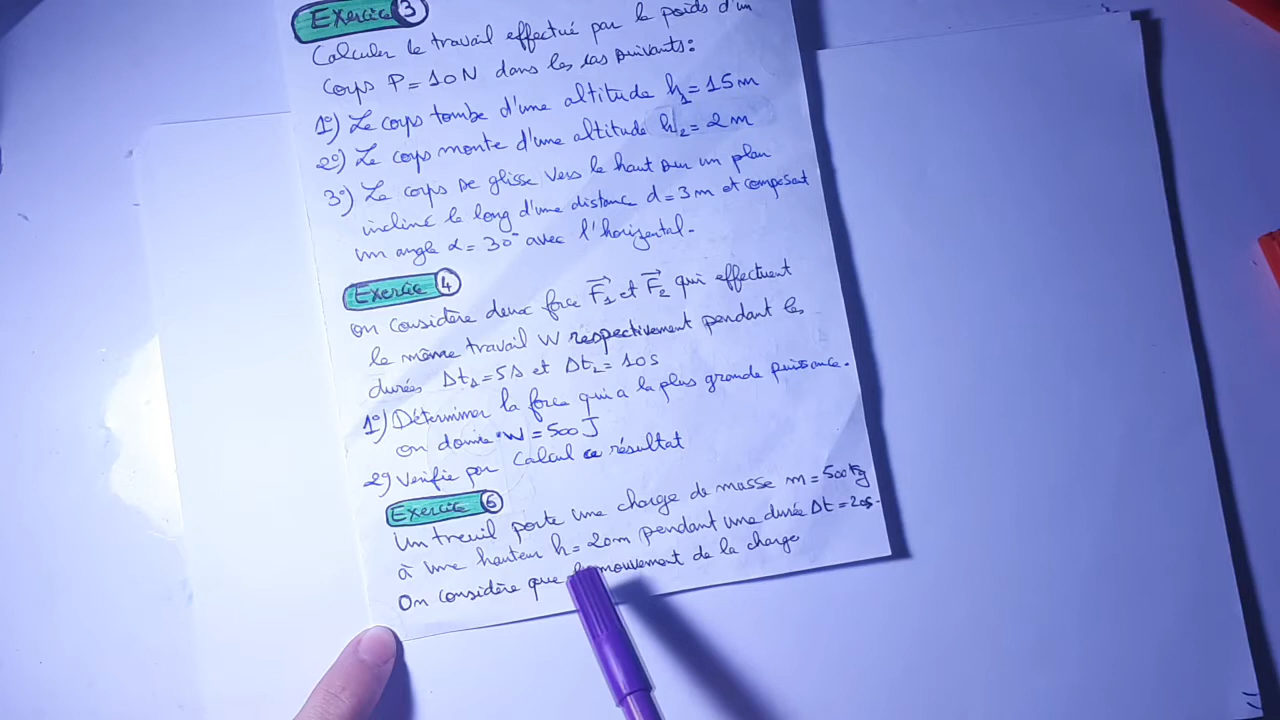 Exercice 3
Calculer le travail effectué par le poids d'un
corps P = 10 N dans les cas suivants:
1°) Le corps tombe d'une altitude h₁ = 15 m
2°) Le corps monte d'une altitude h₂ = 2 m
3°) Le corps se glisse vers le haut sur un plan
incliné le long d'une distance d = 3 m et composant
un angle α = 30° avec l'horizontal.
Exercice 4
On considère deux force F⃗₁ et F⃗₂ qui effectuent
le même travail W respectivement pendant les
durées Δt₁ = 5s et Δt₂ = 10s
1°) Déterminer la force qui a la plus grande puissance.
on donne W = 500 J
2°) Vérifie par calcul ce résultat
Exercice 5
Un treuil porte une charge de masse m = 500 kg
à une hauteur h = 20m pendant une durée Δt = 20s.
On considère que mouvement de la charge